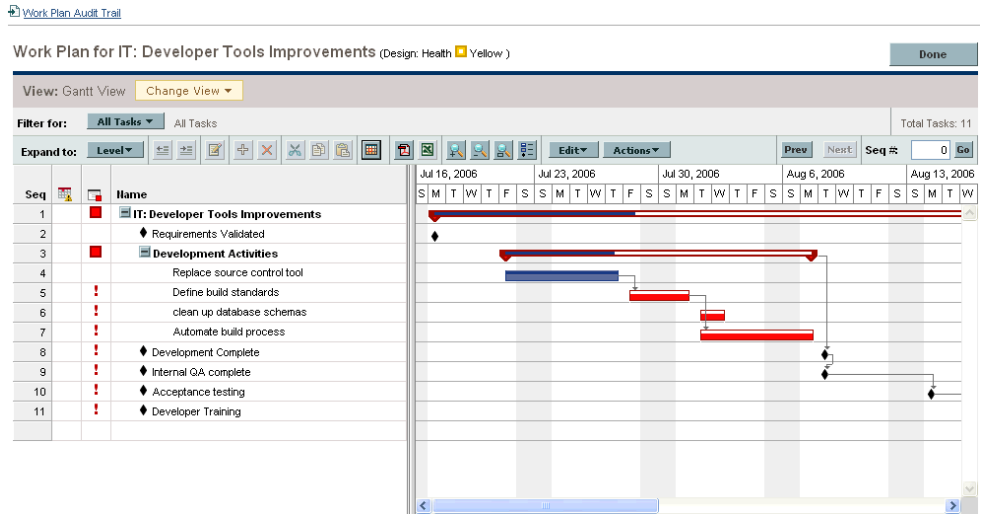 Work Plan Audit Trail
Work Plan for IT: Developer Tools Improvements (Design: Health Yellow )
Done
View: Gantt View Change View
Filter for: All Tasks All Tasks Total Tasks: 11
Expand to: Level Edit Actions Prev Next Seq #: 0 Go
Jul 16, 2006 Jul 23, 2006 Jul 30, 2006 Aug 6, 2006 Aug 13, 2006
Seq Name S M T W T F S S M T W T F S S M T W T F S S M T W T F S S M T W
1 IT: Developer Tools Improvements
2 Requirements Validated
3 Development Activities
4 Replace source control tool
5 ! Define build standards
6 ! clean up database schemas
7 ! Automate build process
8 ! Development Complete
9 ! Internal QA complete
10 ! Acceptance testing
11 ! Developer Training